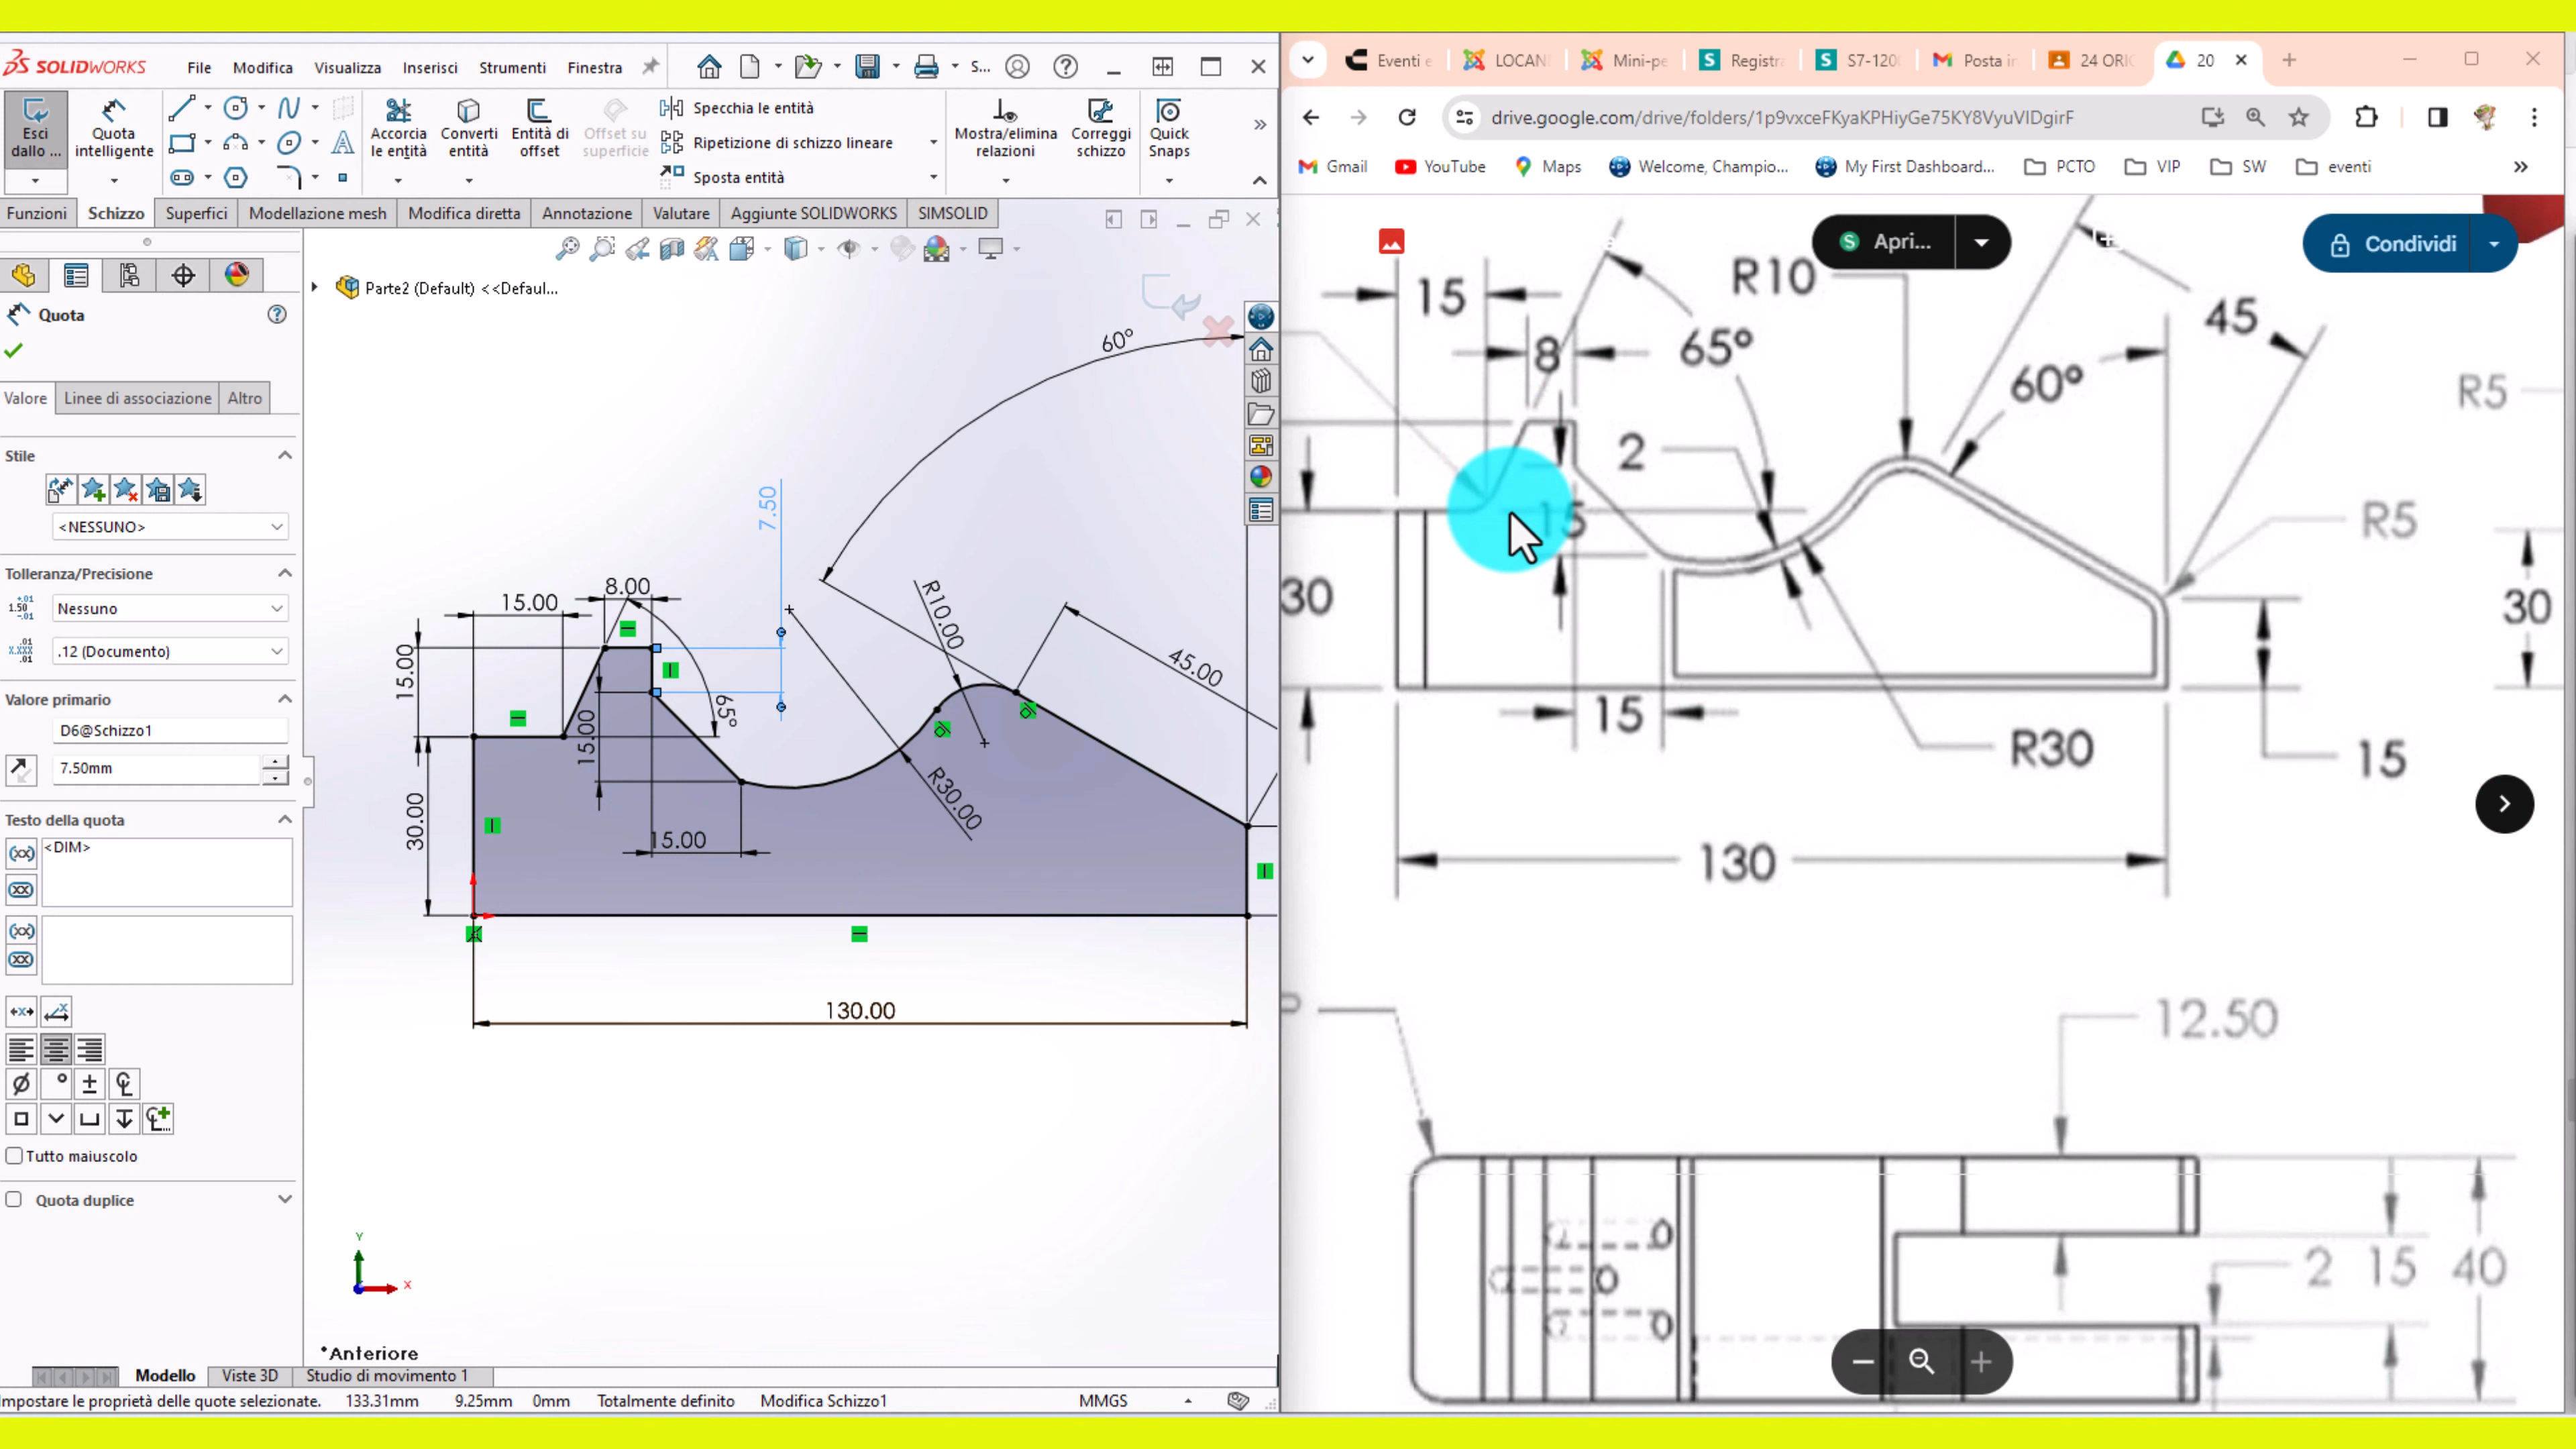 SOLIDWORKS File Modifica Visualizza Inserisci Strumenti Finestra S...
Esci dallo ...
Quota intelligente
Accorcia le entità
Converti entità
Entità di offset
Offset su superficie
Specchia le entità
Ripetizione di schizzo lineare
Sposta entità
Mostra/elimina relazioni
Correggi schizzo
Quick Snaps
Funzioni Schizzo Superfici Modellazione mesh Modifica diretta Annotazione Valutare Aggiunte SOLIDWORKS SIMSOLID
Parte2 (Default) <<Defaul...
Quota
Valore Linee di associazione Altro
Stile
<NESSUNO>
Tolleranza/Precisione
Nessuno
.12 (Documento)
Valore primario
D6@Schizzo1
7.50mm
Testo della quota
<DIM>
Tutto maiuscolo
Quota duplice
60°
7.50
8.00
15.00
15.00
65°
15.00
R10.00
45.00
R30.00
15.00
30.00
130.00
Y
X
*Anteriore
Modello Viste 3D Studio di movimento 1
Impostare le proprietà delle quote selezionate. 133.31mm 9.25mm 0mm Totalmente definito Modifica Schizzo1 MMGS
Eventi e LOCAN Mini-pe Registra S7-120 Posta in 24 ORI 20
drive.google.com/drive/folders/1p9vxceFKyaKPHiyGe75KY8VyuVIDgirF
Gmail YouTube Maps Welcome, Champio... My First Dashboard... PCTO VIP SW eventi
Apri...
Condividi
15
R10
45
8
65°
60°
R5
2
15
R5
30
30
15
R30
15
130
12.50
2 15 40